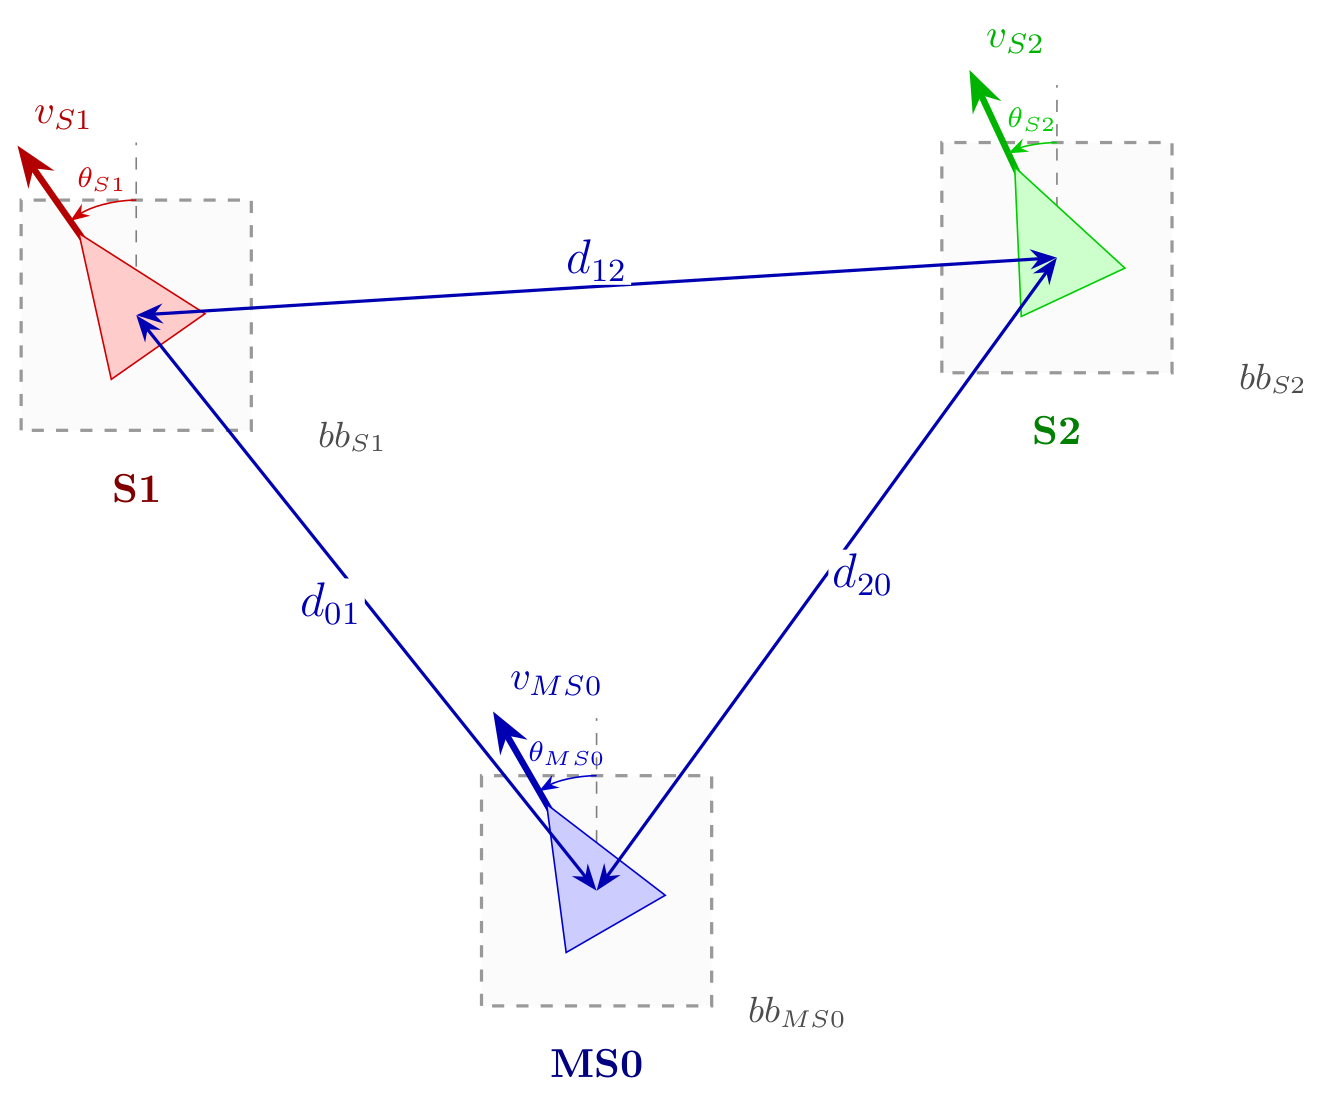 v_{S2}
v_{S1}
θ_{S2}
θ_{S1}
d_{12}
bb_{S2}
S2
bb_{S1}
S1
d_{20}
d_{01}
v_{MS0}
θ_{MS0}
bb_{MS0}
MS0